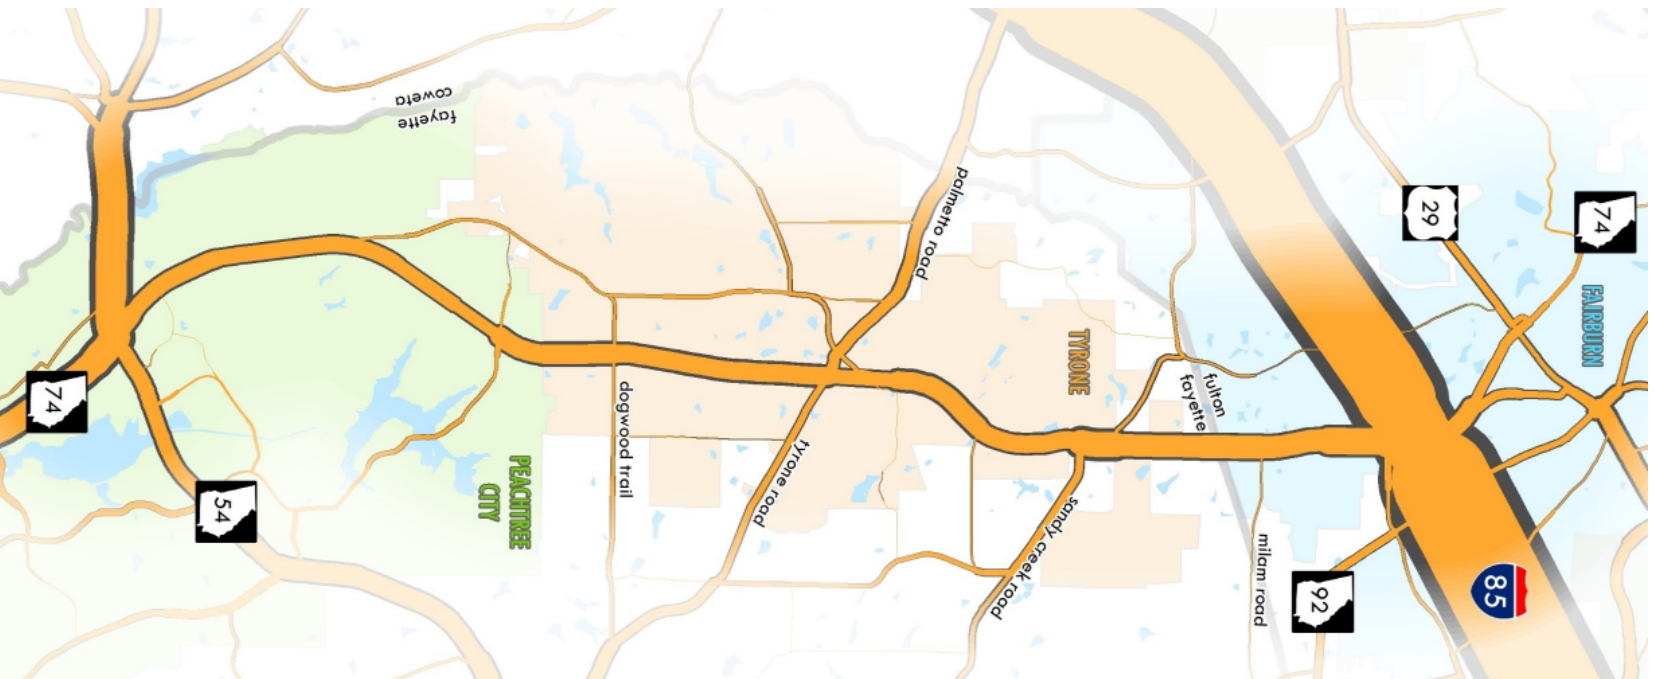 coweta
fayette
palmetto road
29
74
FAIRBURN
TYRONE
fulton
fayette
74
dogwood trail
tyrone road
PEACHTREE
CITY
54
sandy creek road
milam road
92
85